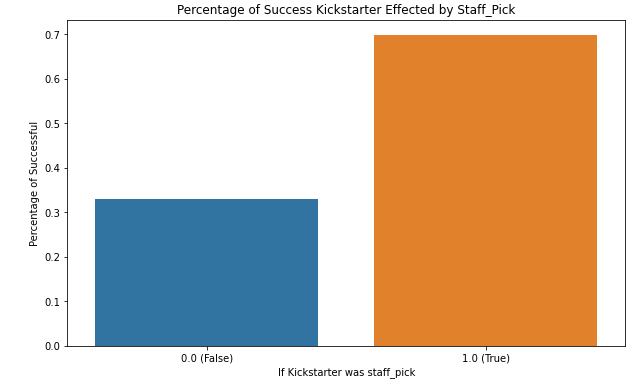 Percentage of Success Kickstarter Effected by Staff_Pick
Percentage of Successful
0.7
0.6
0.5
0.4
0.3
0.2
0.1
0.0
0.0 (False)
1.0 (True)
If Kickstarter was staff_pick